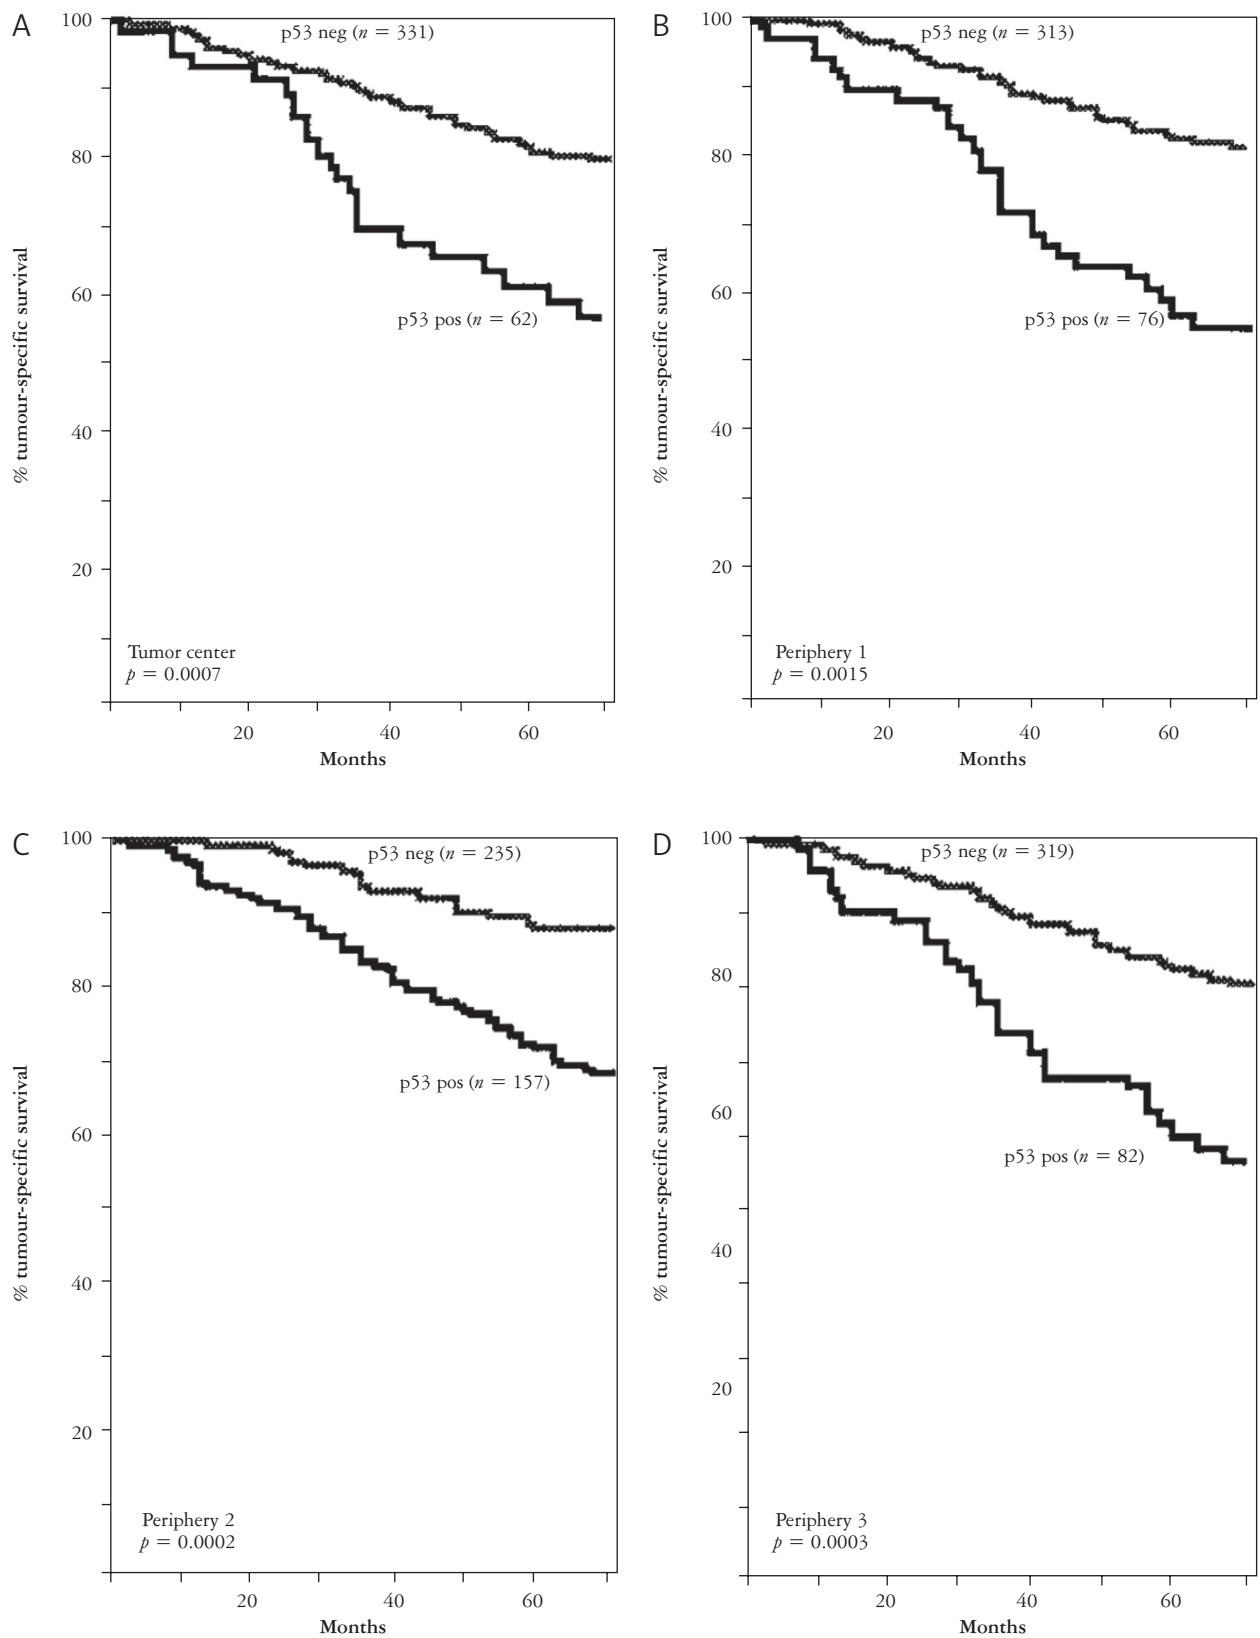 A
100
80
60
40
20
% tumour-specific survival
p53 neg (n = 331)
p53 pos (n = 62)
Tumor center
p = 0.0007
20 40 60
Months
B
100
80
60
40
20
% tumour-specific survival
p53 neg (n = 313)
p53 pos (n = 76)
Periphery 1
p = 0.0015
20 40 60
Months
C
100
80
60
40
20
% tumour-specific survival
p53 neg (n = 235)
p53 pos (n = 157)
Periphery 2
p = 0.0002
20 40 60
Months
D
100
80
60
40
20
% tumour-specific survival
p53 neg (n = 319)
p53 pos (n = 82)
Periphery 3
p = 0.0003
20 40 60
Months